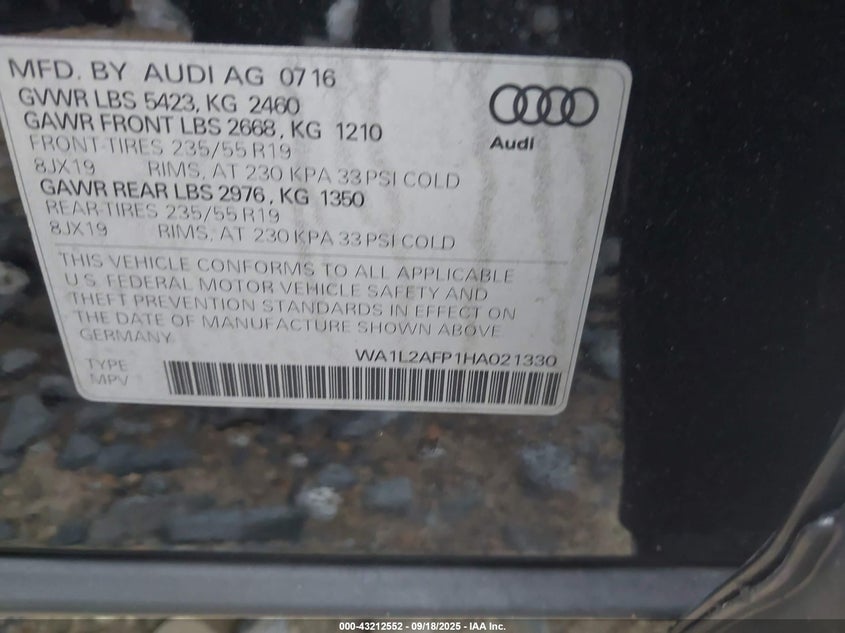 MFD. BY AUDI AG 07 16
GVWR LBS 5423, KG 2460
GAWR FRONT LBS 2668, KG 1210
FRONT-TIRES 235/55 R19
8JX19 RIMS, AT 230 KPA 33 PSI COLD
GAWR REAR LBS 2976, KG 1350
REAR-TIRES 235/55 R19
8JX19 RIMS, AT 230 KPA 33 PSI COLD
Audi
THIS VEHICLE CONFORMS TO ALL APPLICABLE
U.S. FEDERAL MOTOR VEHICLE SAFETY AND
THEFT PREVENTION STANDARDS IN EFFECT ON
THE DATE OF MANUFACTURE SHOWN ABOVE
GERMANY
WA1L2AFP1HA021330
TYPE
MPV
000-43212552 - 09/18/2025 - IAA Inc.